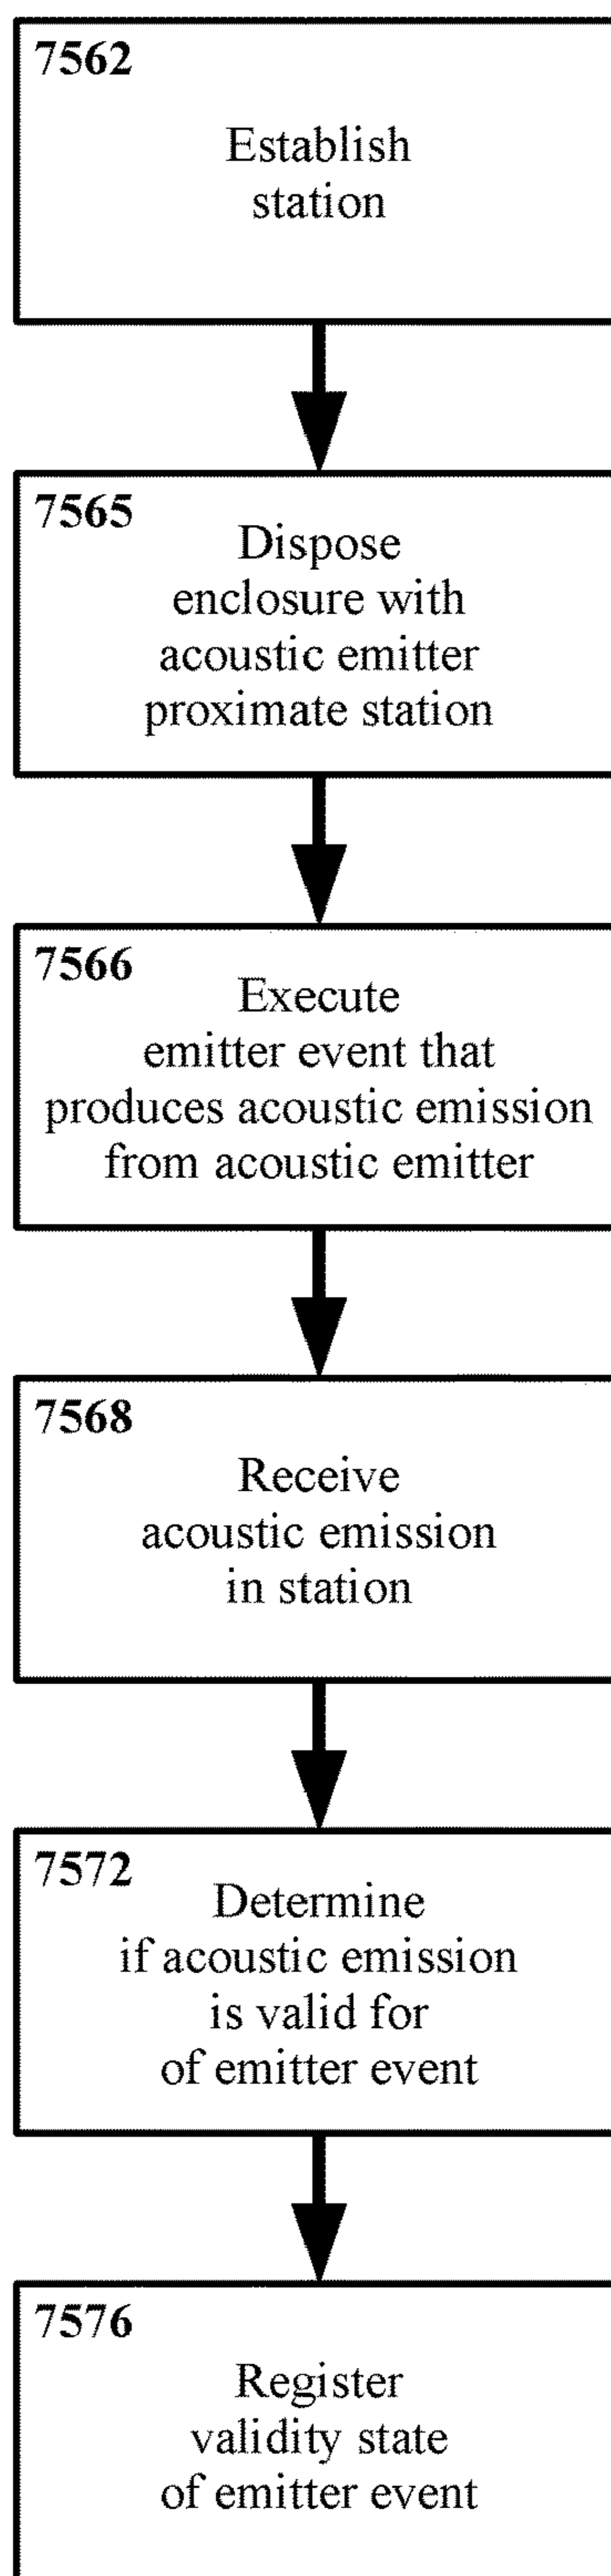 7562
Establish
station
7565
Dispose
enclosure with
acoustic emitter
proximate station
7566
Execute
emitter event that
produces acoustic emission
from acoustic emitter
7568
Receive
acoustic emission
in station
7572
Determine
if acoustic emission
is valid for
of emitter event
7576
Register
validity state
of emitter event